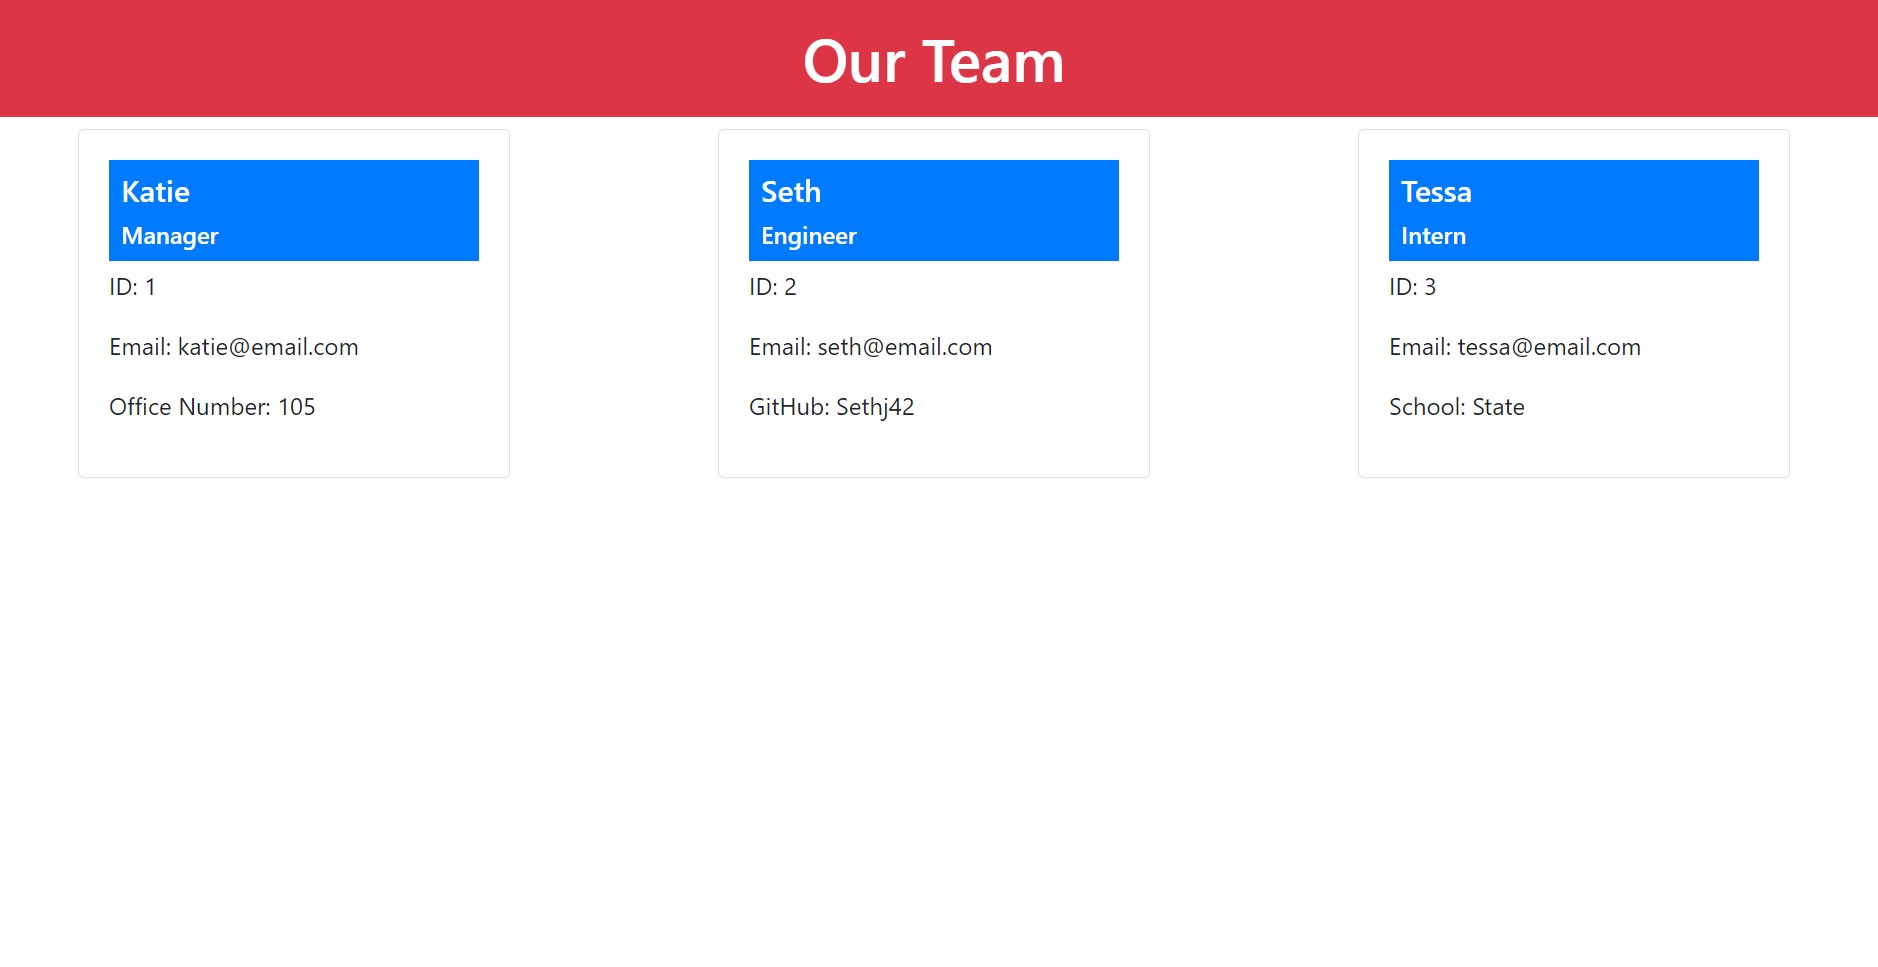 Our Team
Katie
Manager
ID: 1
Email: katie@email.com
Office Number: 105
Seth
Engineer
ID: 2
Email: seth@email.com
GitHub: Sethj42
Tessa
Intern
ID: 3
Email: tessa@email.com
School: State